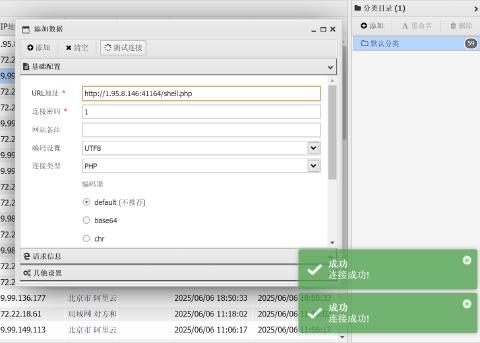 添加数据
添加 清空 测试连接
基础配置
URL地址 *
http://1.95.8.146:41164/shell.php
连接密码 *
1
网站备注
编码设置
UTF8
连接类型
PHP
编码器
default (不推荐)
base64
chr
请求信息
其他设置
分类目录 (1)
添加 重命名 删除
默认分类 59
IP地
9.99.136.177 北京市 阿里云 2025/06/06 18:50:33 2025/06/06 18:50:33
72.22.18.61 局域网 对方和 2025/06/06 11:18:02 2025/06/06 11:18:02
9.99.149.113 北京市 阿里云 2025/06/06 11:06:17 2025/06/06 11:06:17
成功
连接成功!
成功
连接成功!